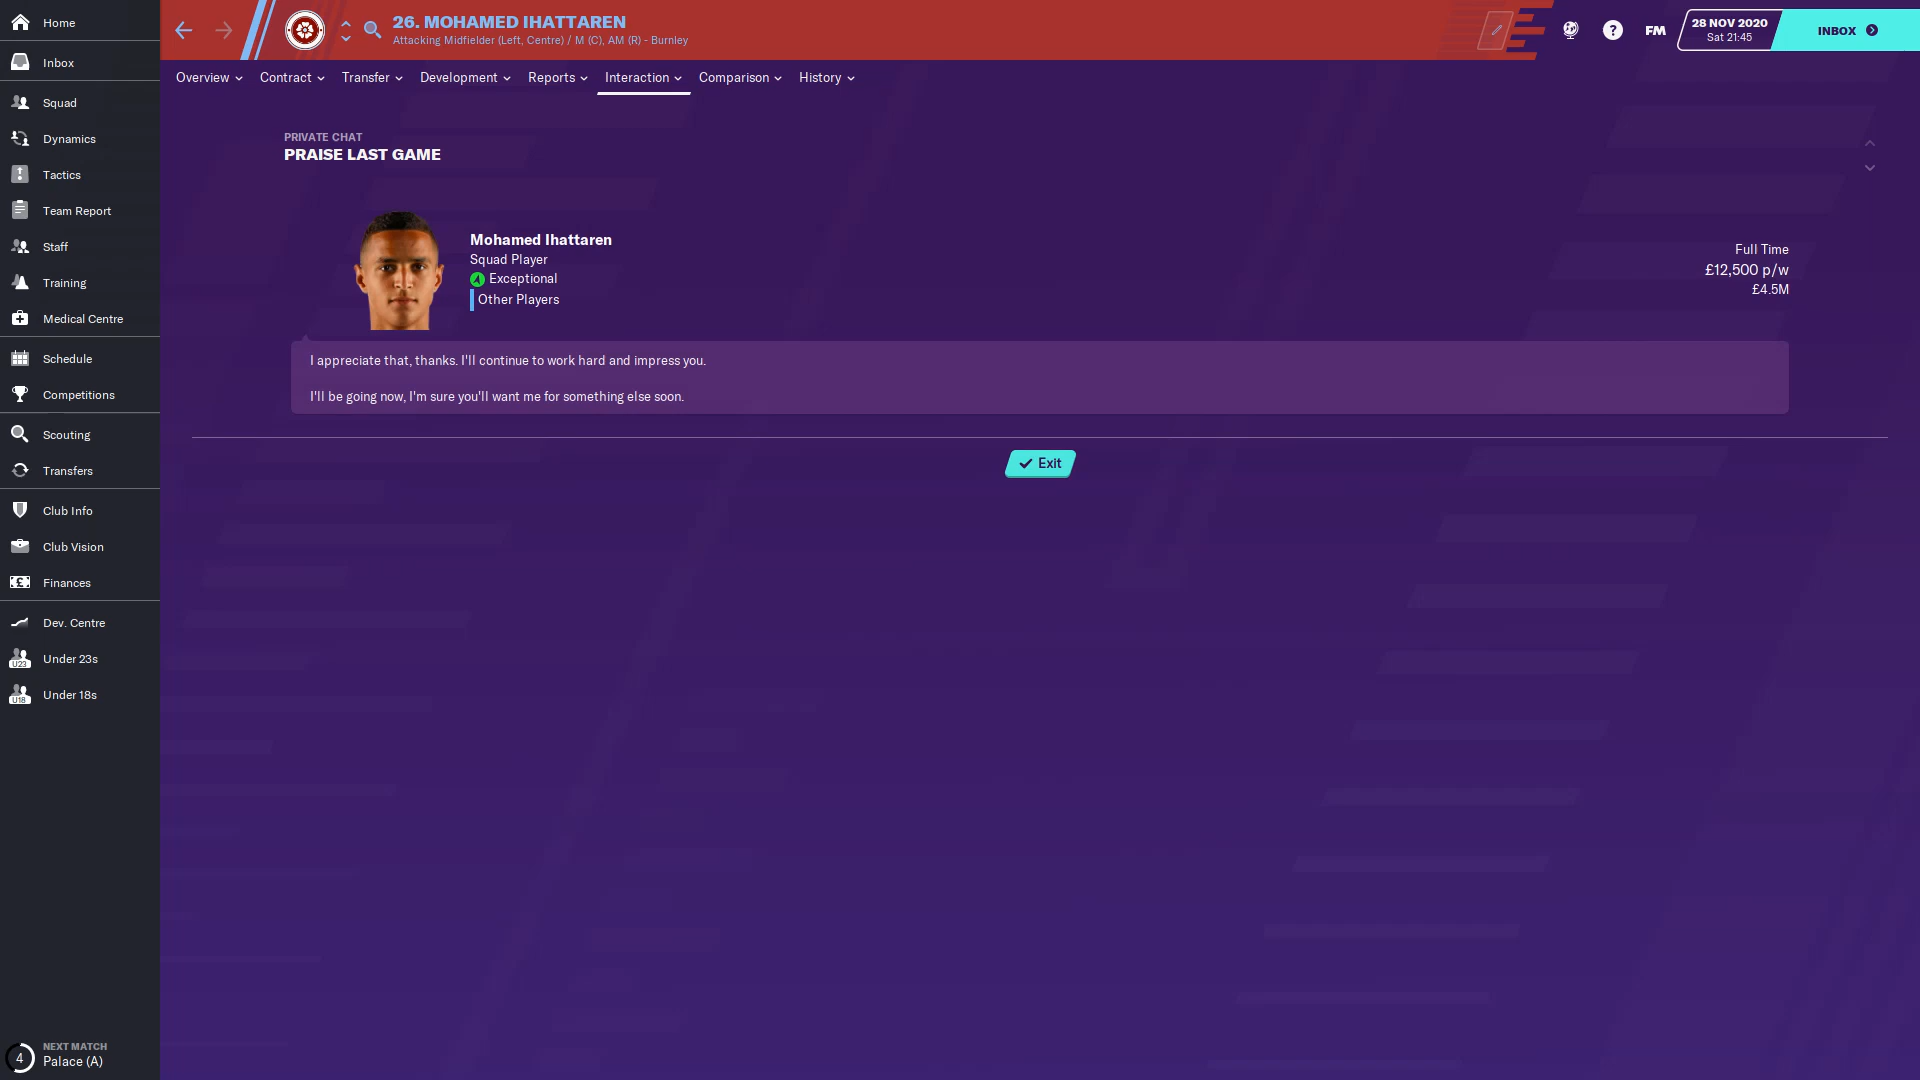 Home
Inbox
Squad
Dynamics
Tactics
Team Report
Staff
Training
Medical Centre
Schedule
Competitions
Scouting
Transfers
Club Info
Club Vision
Finances
Dev. Centre
U23
Under 23s
U18
Under 18s
4
NEXT MATCH
Palace (A)
26. MOHAMED IHATTAREN
Attacking Midfielder (Left, Centre) / M (C), AM (R) - Burnley
?
FM
28 NOV 2020
Sat 21:45
INBOX
Overview
Contract
Transfer
Development
Reports
Interaction
Comparison
History
PRIVATE CHAT
PRAISE LAST GAME
Mohamed Ihattaren
Squad Player
Exceptional
Other Players
Full Time
£12,500 p/w
£4.5M
I appreciate that, thanks. I'll continue to work hard and impress you.
I'll be going now, I'm sure you'll want me for something else soon.
Exit